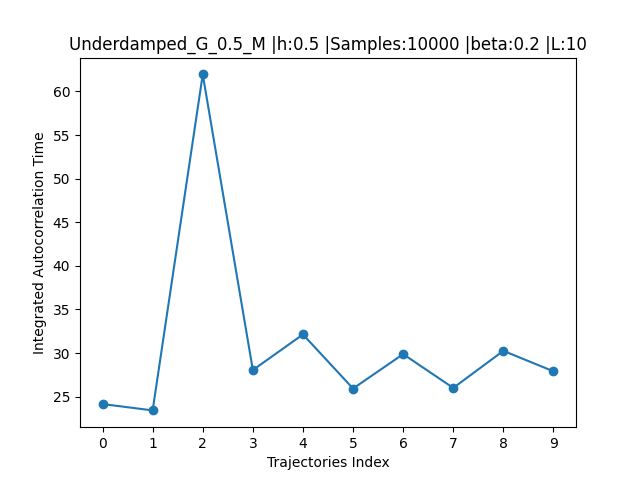 Underdamped_G_0.5_M |h:0.5 |Samples:10000 |beta:0.2 |L:10
Integrated Autocorrelation Time
60
55
50
45
40
35
30
25
0 1 2 3 4 5 6 7 8 9
Trajectories Index